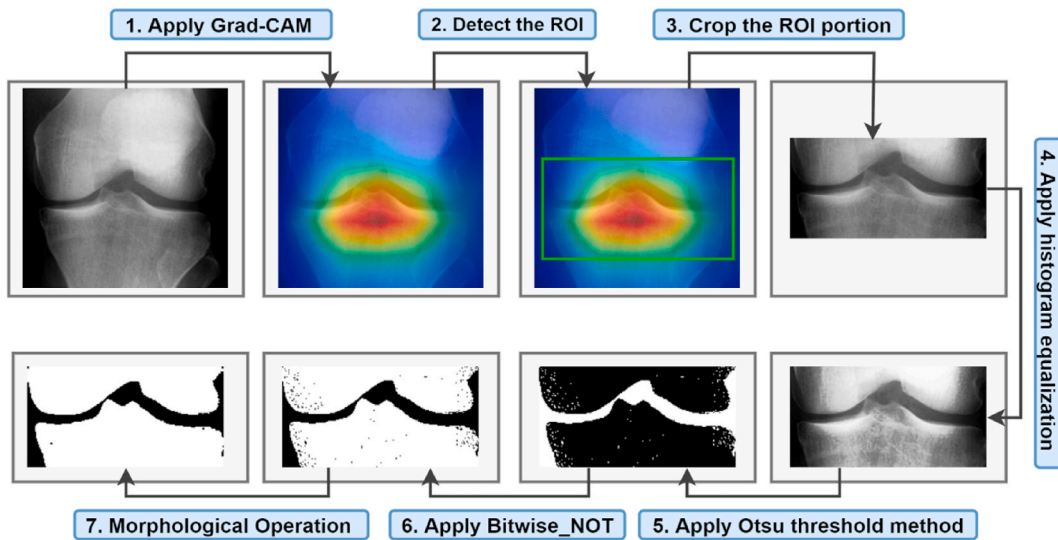 1. Apply Grad-CAM
2. Detect the ROI
3. Crop the ROI portion
4. Apply histogram equalization
5. Apply Otsu threshold method
6. Apply Bitwise_NOT
7. Morphological Operation